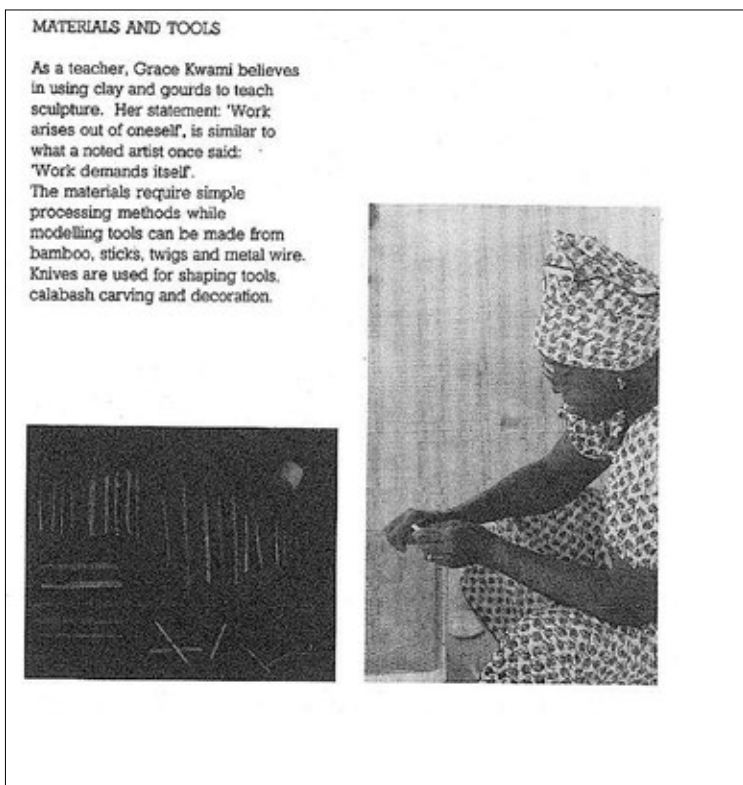 MATERIALS AND TOOLS
As a teacher, Grace Kwami believes
in using clay and gourds to teach
sculpture. Her statement: 'Work
arises out of oneself', is similar to
what a noted artist once said:
'Work demands itself'.
The materials require simple
processing methods while
modelling tools can be made from
bamboo, sticks, twigs and metal wire.
Knives are used for shaping tools,
calabash carving and decoration.